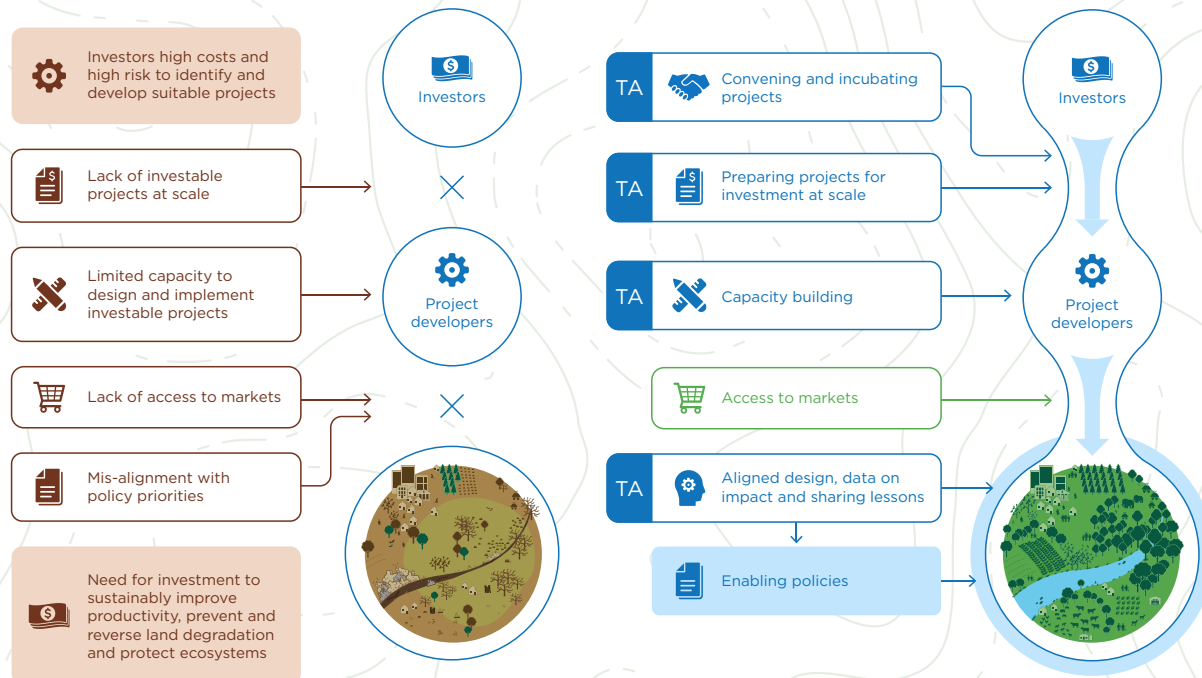 Investors high costs and
high risk to identify and
develop suitable projects
Lack of investable
projects at scale
Limited capacity to
design and implement
investable projects
Lack of access to markets
Mis-alignment with
policy priorities
Need for investment to
sustainably improve
productivity, prevent and
reverse land degradation
and protect ecosystems
$
Investors
Project
developers
TA
Convening and incubating
projects
TA
Preparing projects for
investment at scale
TA
Capacity building
Access to markets
TA
Aligned design, data on
impact and sharing lessons
Enabling policies
$
Investors
Project
developers